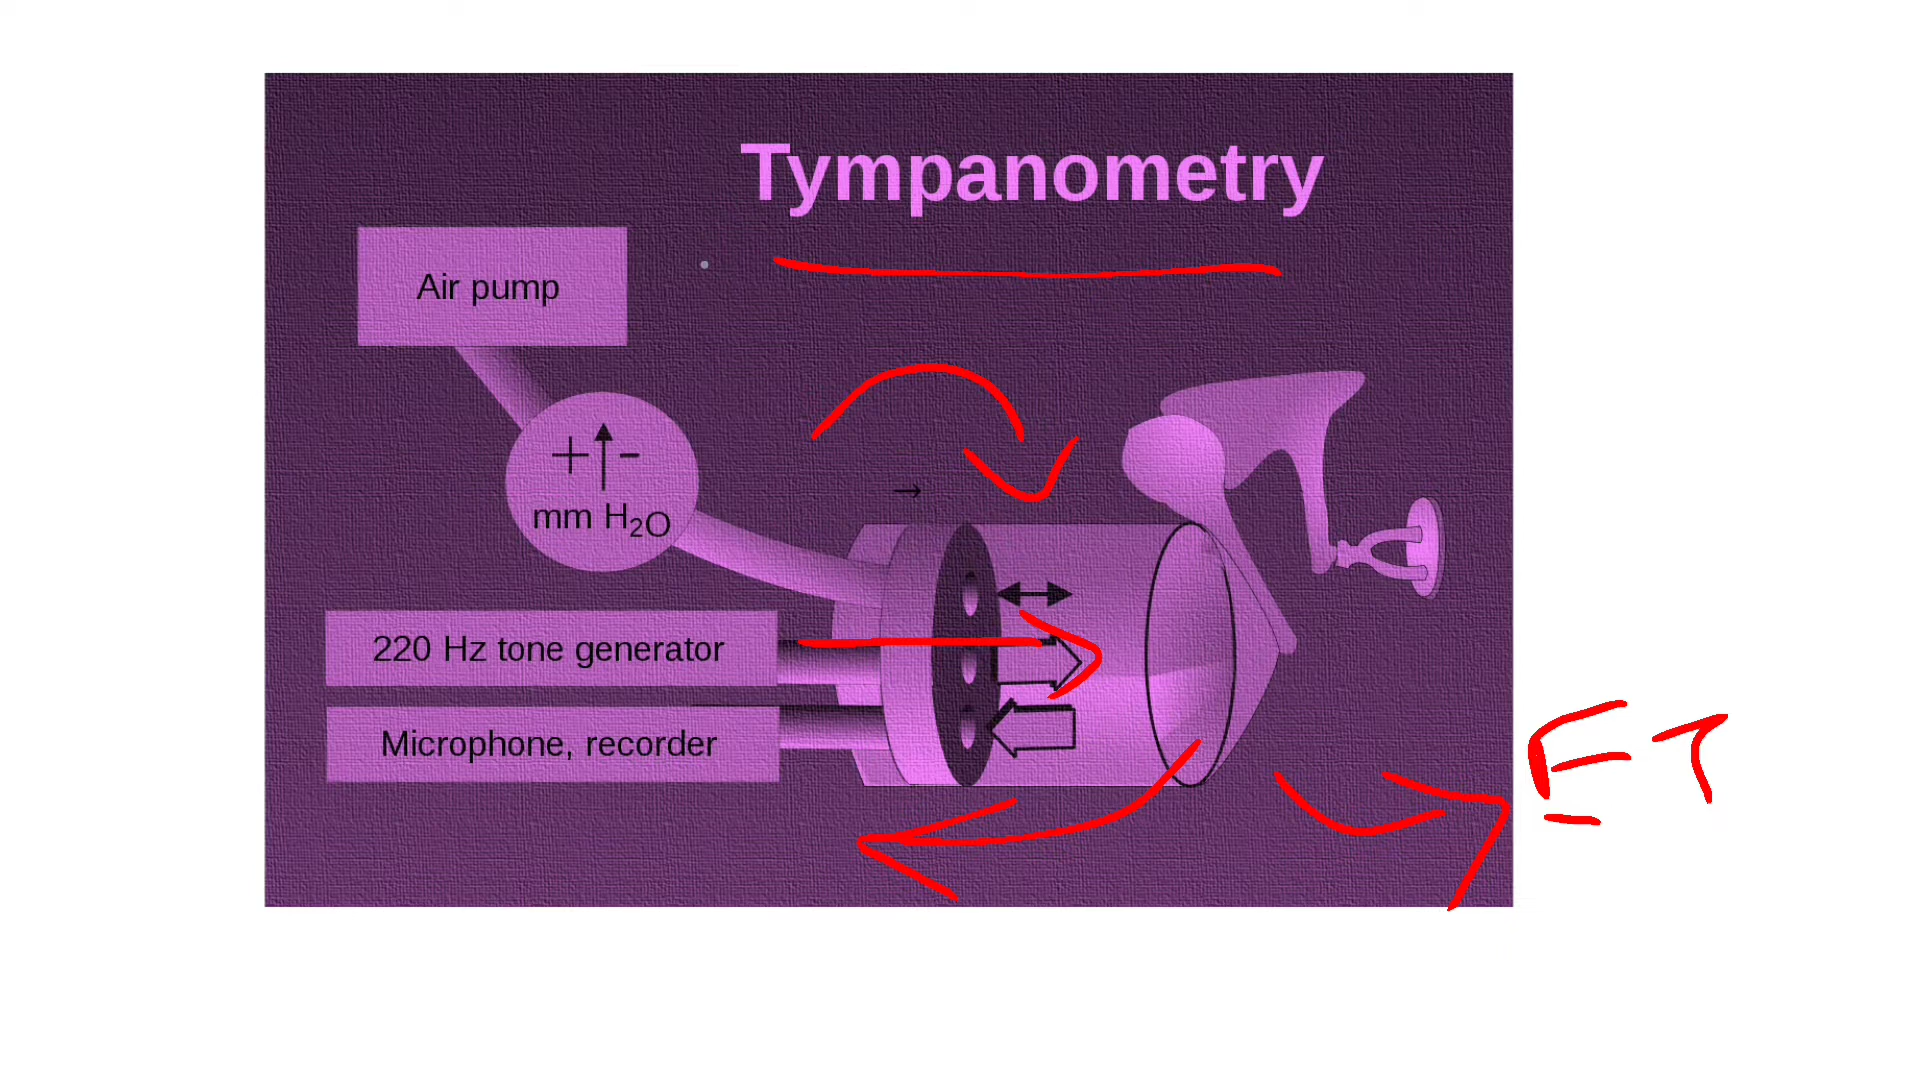 Tympanometry
Air pump
+ ↑ -
mm H₂O
→
220 Hz tone generator
Microphone, recorder
ET